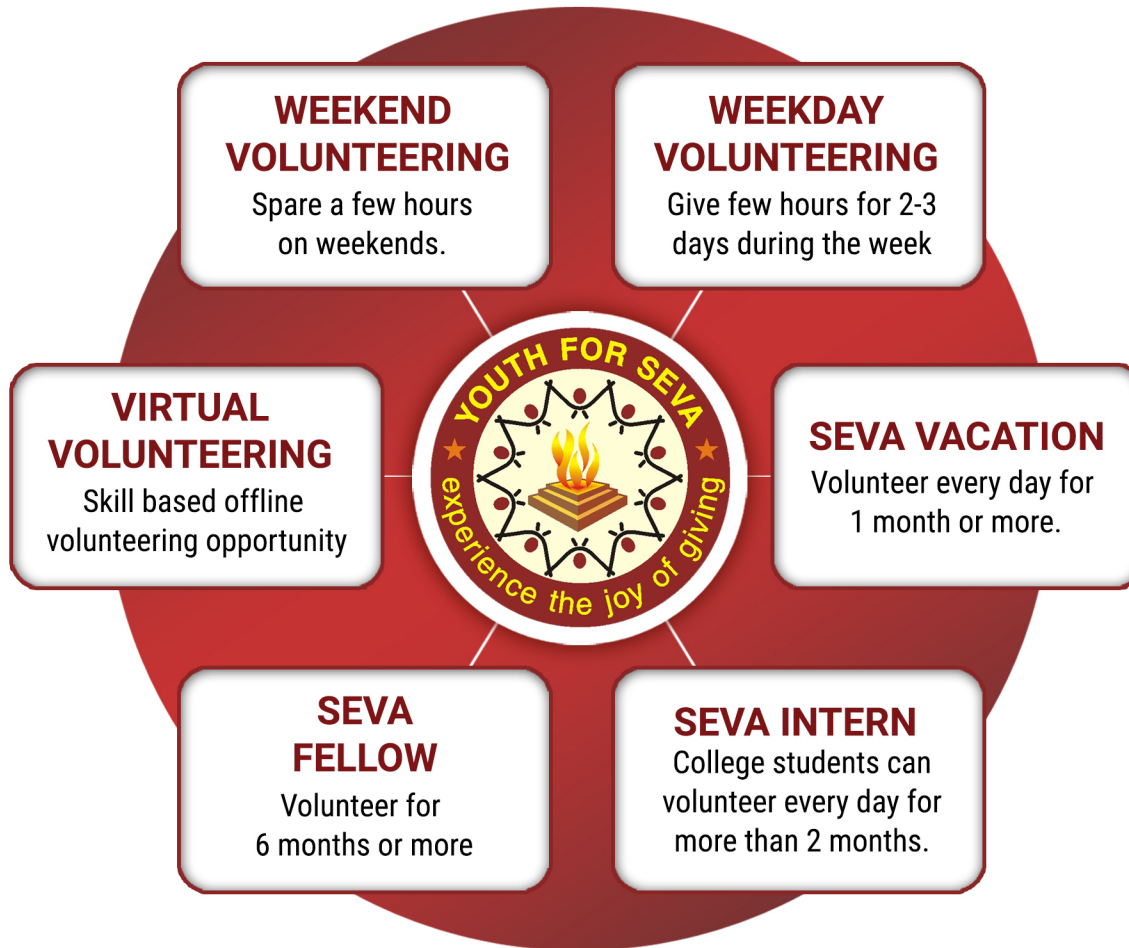 WEEKEND
VOLUNTEERING
Spare a few hours
on weekends.
WEEKDAY
VOLUNTEERING
Give few hours for 2-3
days during the week
VIRTUAL
VOLUNTEERING
Skill based offline
volunteering opportunity
YOUTH FOR SEVA
experience the joy of giving
SEVA VACATION
Volunteer every day for
1 month or more.
SEVA
FELLOW
Volunteer for
6 months or more
SEVA INTERN
College students can
volunteer every day for
more than 2 months.